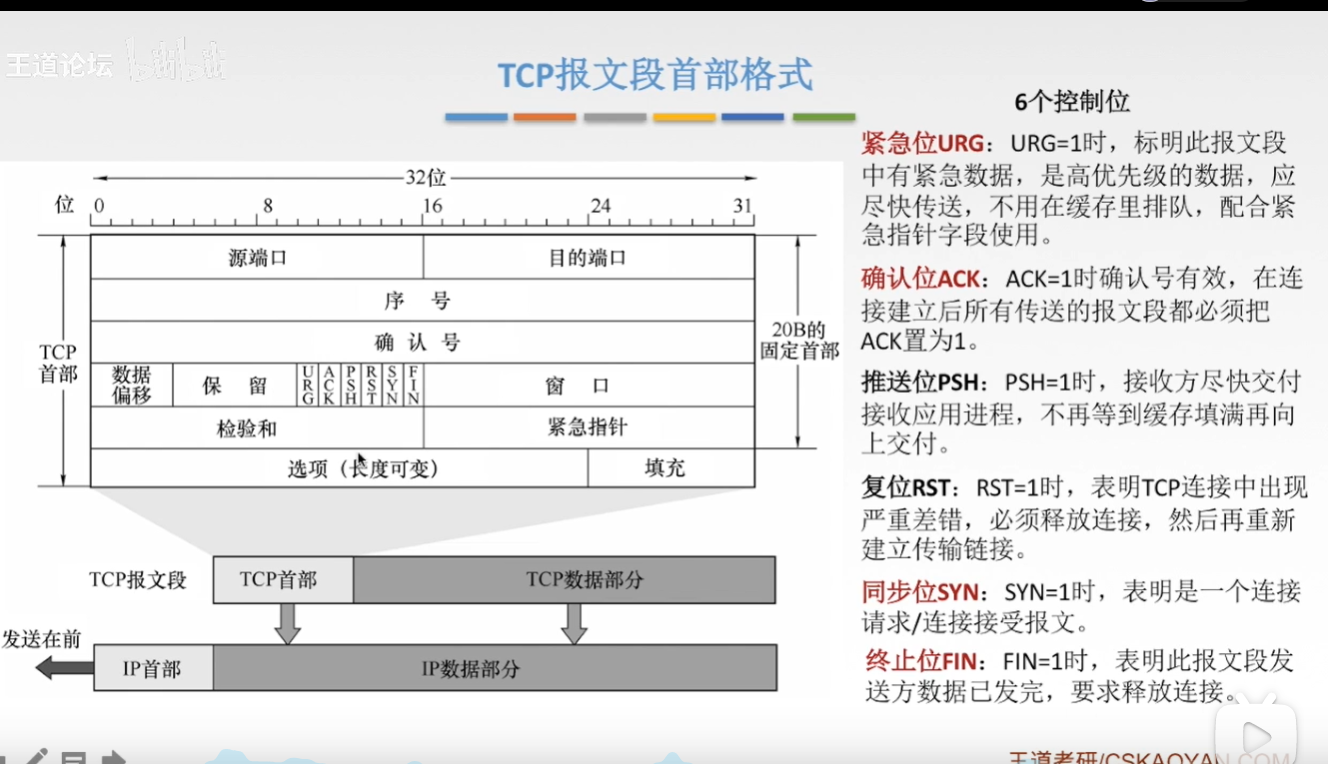 王道论坛 bilibili
TCP报文段首部格式
32位
位 0 8 16 24 31
源端口 目的端口
序 号
确 认 号
数据偏移 保 留 URG ACK PSH RST SYN FIN 窗 口
检验和 紧急指针
选项（长度可变） 填充
TCP首部
20B的
固定首部
TCP报文段 TCP首部 TCP数据部分
发送在前
IP首部 IP数据部分
6个控制位
紧急位URG：URG=1时，标明此报文段
中有紧急数据，是高优先级的数据，应
尽快传送，不用在缓存里排队，配合紧
急指针字段使用。
确认位ACK：ACK=1时确认号有效，在连
接建立后所有传送的报文段都必须把
ACK置为1。
推送位PSH：PSH=1时，接收方尽快交付
接收应用进程，不再等到缓存填满再向
上交付。
复位RST：RST=1时，表明TCP连接中出现
严重差错，必须释放连接，然后再重新
建立传输链接。
同步位SYN：SYN=1时，表明是一个连接
请求/连接接受报文。
终止位FIN：FIN=1时，表明此报文段发
送方数据已发完，要求释放连接。
王道考研/CSKAOYAN.COM